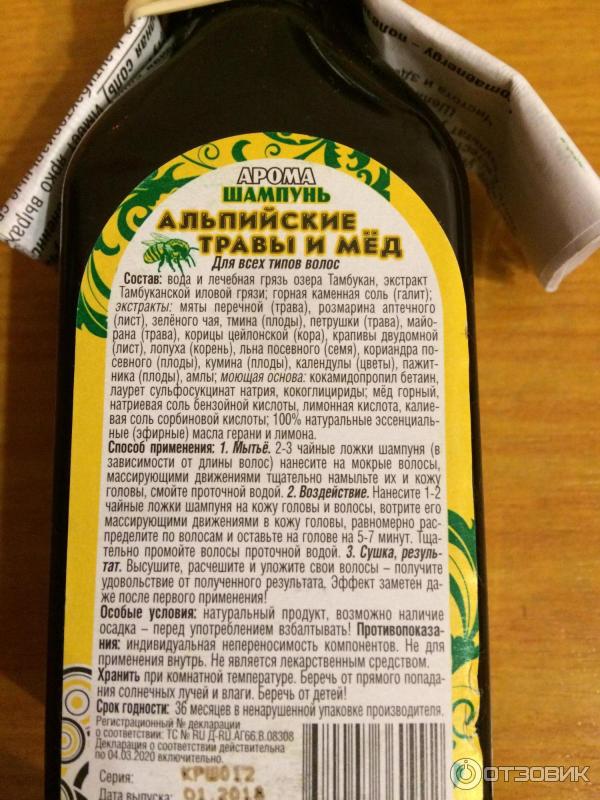 АРОМА
ШАМПУНЬ
АЛЬПИЙСКИЕ
ТРАВЫ И МЁД
Для всех типов волос
Состав: вода и лечебная грязь озера Тамбукан, экстракт
Тамбуканской иловой грязи; горная каменная соль (галит);
экстракты: мяты перечной (трава), розмарина аптечного
(лист), зелёного чая, тмина (плоды), петрушки (трава), майо-
рана (трава), корицы цейлонской (кора), крапивы двудомной
(лист), лопуха (корень), льна посевного (семя), кориандра по-
севного (плоды), кумина (плоды), календулы (цветы), пажит-
ника (плоды), амлы; моющая основа: кокамидопропил бетаин,
лаурет сульфосукцинат натрия, кокоглицириды; мёд горный,
натриевая соль бензойной кислоты, лимонная кислота, калие-
вая соль сорбиновой кислоты; 100% натуральные эссенциаль-
ные (эфирные) масла герани и лимона.
Способ применения: 1. Мытьё. 2-3 чайные ложки шампуня (в
зависимости от длины волос) нанесите на мокрые волосы,
массирующими движениями тщательно намыльте их и кожу
головы, смойте проточной водой. 2. Воздействие. Нанесите 1-2
чайные ложки шампуня на кожу головы и волосы, вотрите его
массирующими движениями в кожу головы, равномерно рас-
пределите по волосам и оставьте на голове на 5-7 минут. Тща-
тельно промойте волосы проточной водой. 3. Сушка, резуль-
тат. Высушите, расчешите и уложите свои волосы – получите
удовольствие от полученного результата. Эффект заметен да-
же после первого применения!
Особые условия: натуральный продукт, возможно наличие
осадка – перед употреблением взбалтывать! Противопоказа-
ния: индивидуальная непереносимость компонентов. Не для
применения внутрь. Не является лекарственным средством.
Хранить при комнатной температуре. Беречь от прямого попада-
ния солнечных лучей и влаги. Беречь от детей!
Срок годности: 36 месяцев в ненарушенной упаковке производителя.
Регистрационный № декларации
о соответствии: ТС № RU Д-RU.АГ66.В.08308
Декларация о соответствии действительна
по 04.03.2020 включительно.
Серия: КРШ012
Дата выпуска: 01 2018
ОТЗОВИК